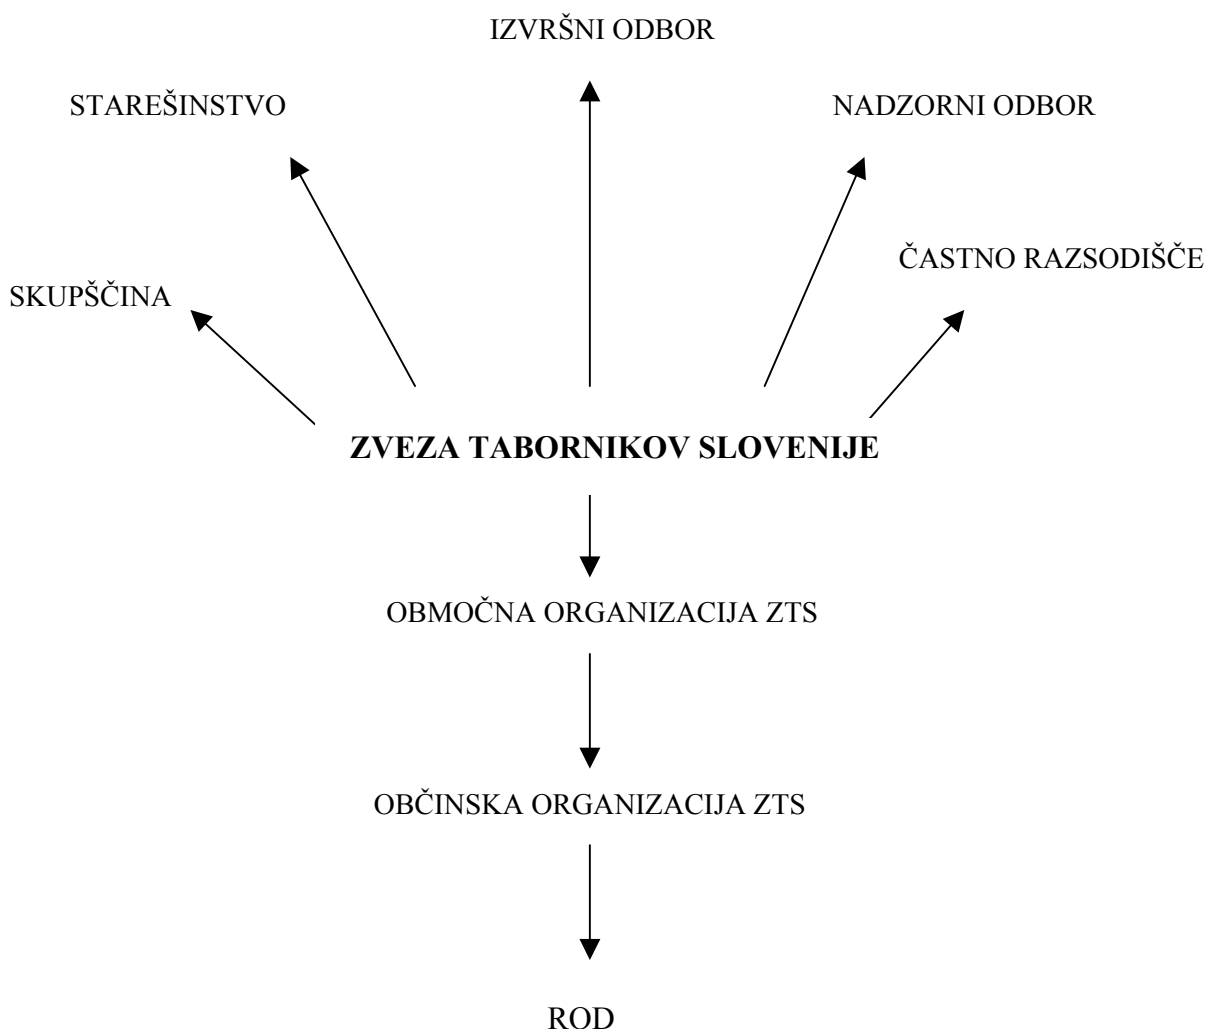 IZVRŠNI ODBOR
STAREŠINSTVO
NADZORNI ODBOR
ČASTNO RAZSODIŠČE
SKUPŠČINA
ZVEZA TABORNIKOV SLOVENIJE
OBMOČNA ORGANIZACIJA ZTS
OBČINSKA ORGANIZACIJA ZTS
ROD